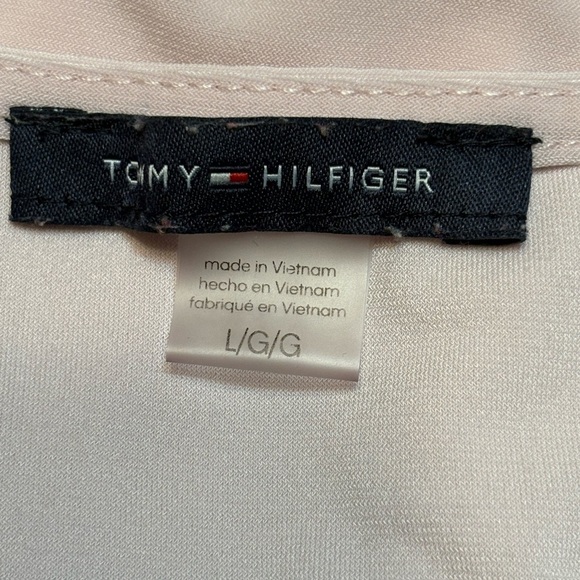 TOMMY HILFIGER
made in Vietnam
hecho en Vietnam
fabriqué en Vietnam
L/G/G